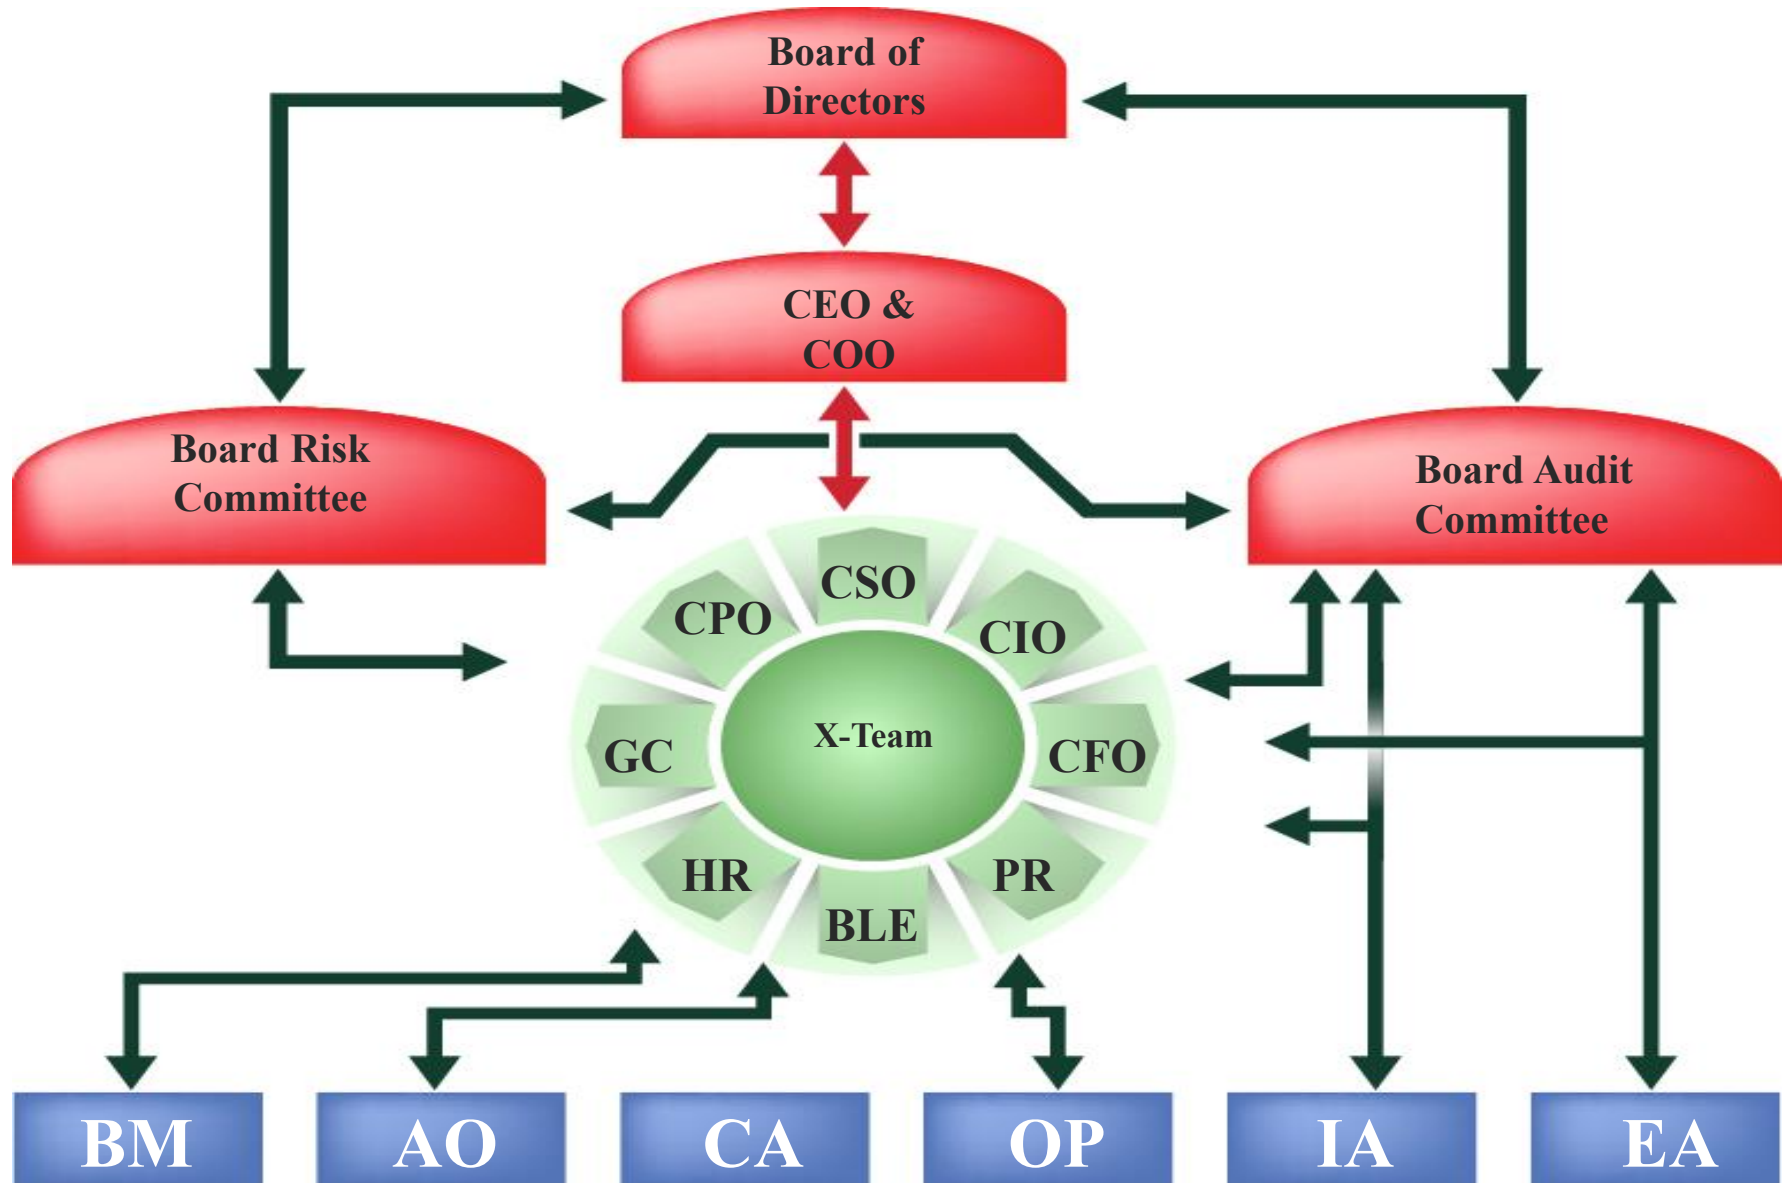 Board of
Directors
CEO &
COO
Board Risk
Committee
Board Audit
Committee
CSO
CPO
CIO
GC
X-Team
CFO
HR
PR
BLE
BM
AO
CA
OP
IA
EA